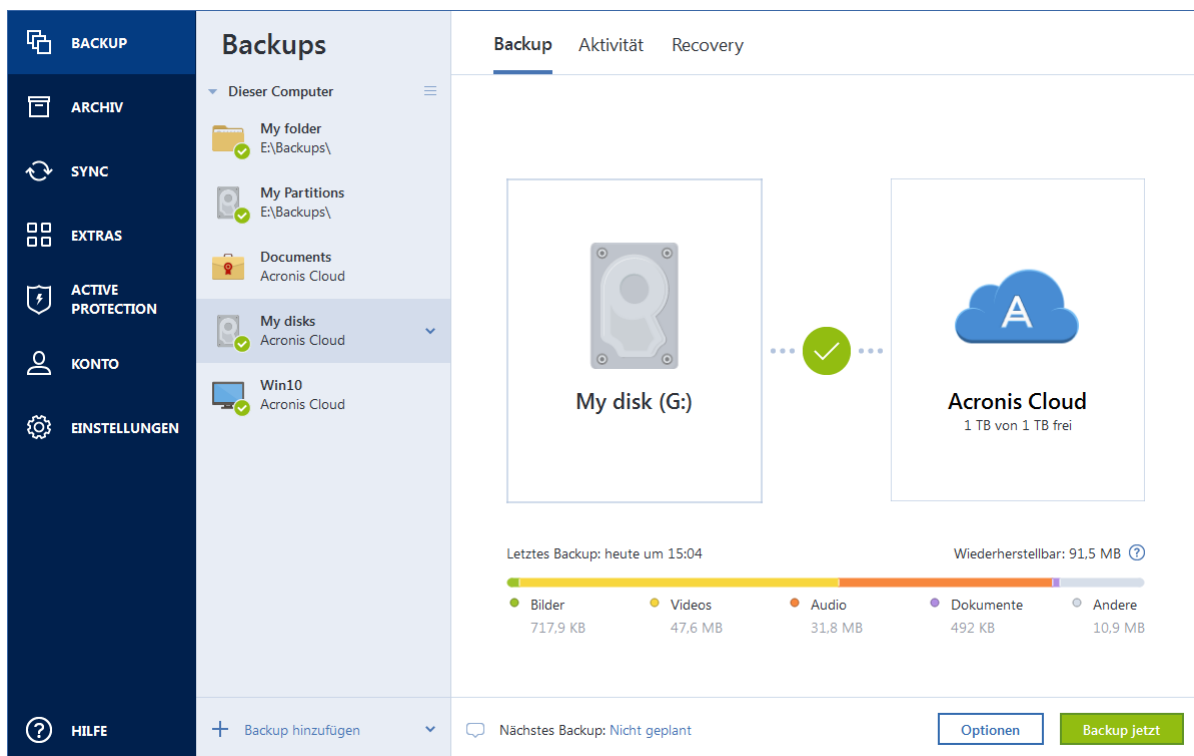 BACKUP
ARCHIV
SYNC
EXTRAS
ACTIVE
PROTECTION
KONTO
EINSTELLUNGEN
HILFE
Backups
Dieser Computer
My folder
E:\Backups\
My Partitions
E:\Backups\
Documents
Acronis Cloud
My disks
Acronis Cloud
Win10
Acronis Cloud
Backup hinzufügen
Backup Aktivität Recovery
My disk (G:)
Acronis Cloud
1 TB von 1 TB frei
Letztes Backup: heute um 15:04 Wiederherstellbar: 91,5 MB ?
Bilder Videos Audio Dokumente Andere
717,9 KB 47,6 MB 31,8 MB 492 KB 10,9 MB
Nächstes Backup: Nicht geplant Optionen Backup jetzt